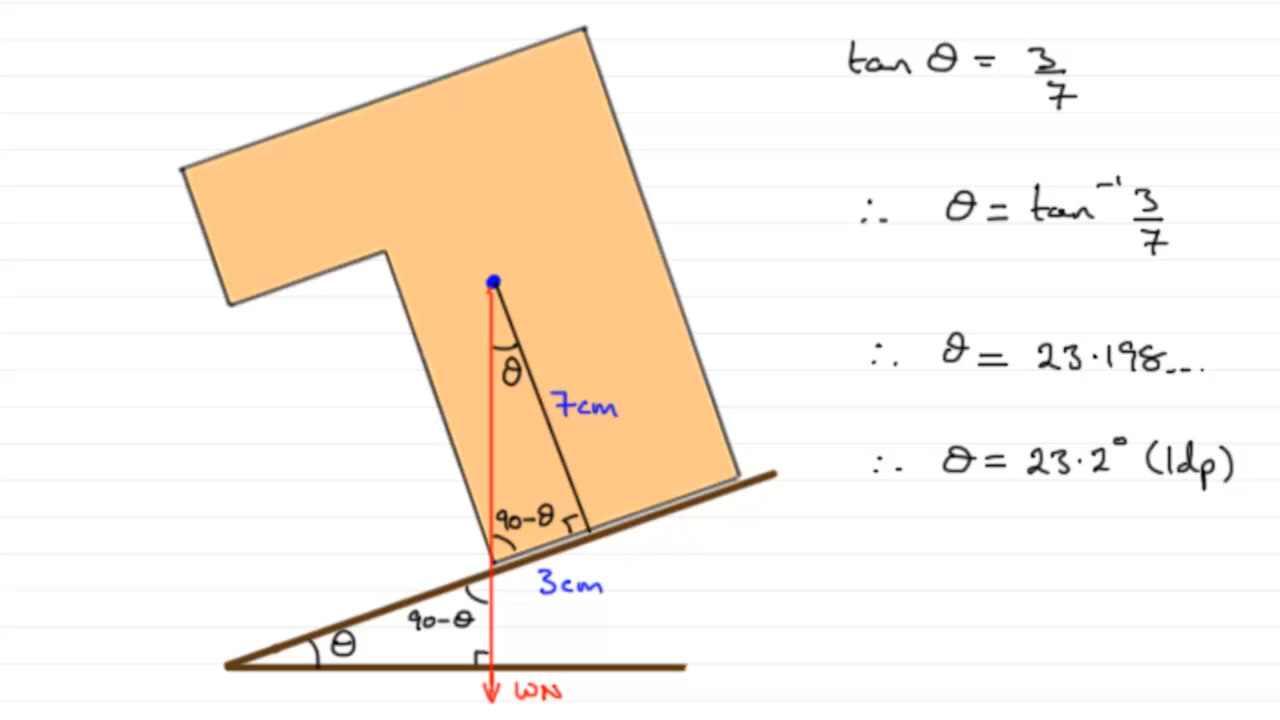 tan θ = 3/7
∴ θ = tan⁻¹ 3/7
∴ θ = 23.198...
∴ θ = 23.2° (1dp)
θ
7cm
90-θ
3cm
90-θ
θ
WN